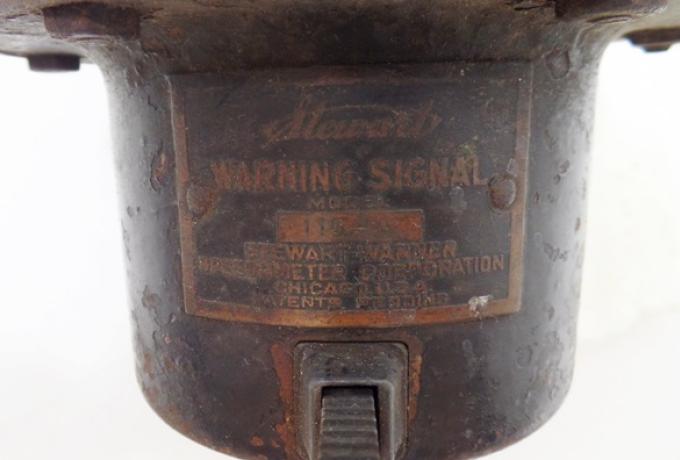 Stewart
WARNING SIGNAL
MODEL
STEWART-WARNER
SPEEDOMETER CORPORATION
CHICAGO, U.S.A.
PATENTS PENDING